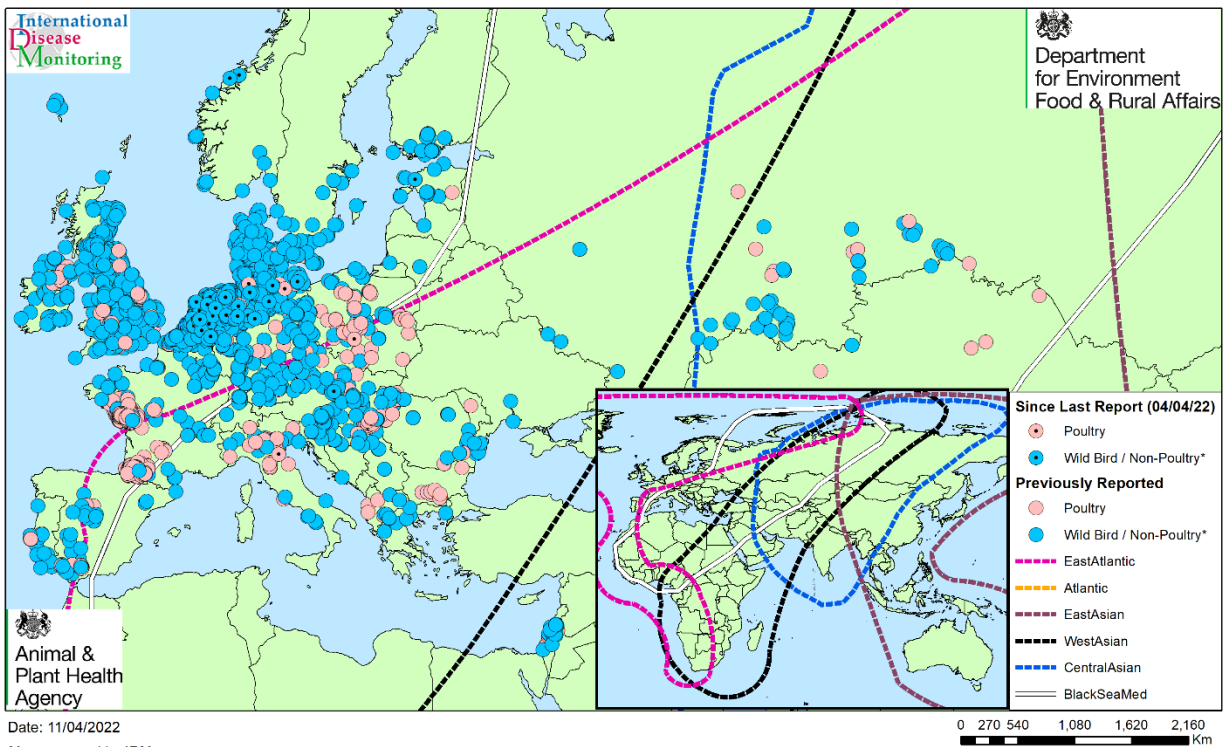 International
Disease
Monitoring
Department
for Environment
Food & Rural Affairs
Since Last Report (04/04/22)
Poultry
Wild Bird / Non-Poultry*
Previously Reported
Poultry
Wild Bird / Non-Poultry*
EastAtlantic
Atlantic
EastAsian
WestAsian
CentralAsian
BlackSeaMed
Animal &
Plant Health
Agency
Date: 11/04/2022
0 270 540 1,080 1,620 2,160
Km